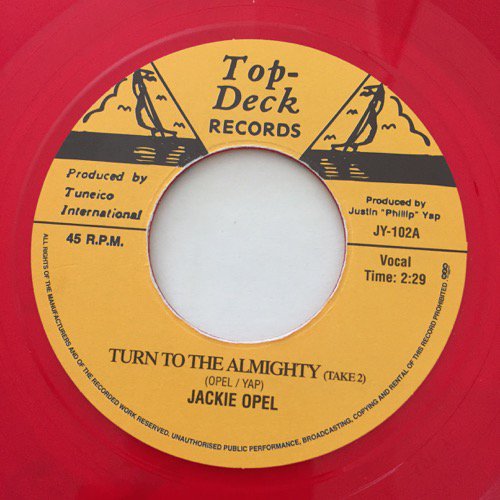 Top-
Deck
RECORDS
Produced by
Tuneico
International
45 R.P.M.
Produced by
Justin "Phillip" Yap
JY-102A
Vocal
Time: 2:29
TURN TO THE ALMIGHTY (TAKE 2)
(OPEL / YAP)
JACKIE OPEL
ALL RIGHTS OF THE MANUFACTURERS AND OF THE RECORDED WORK RESERVED. UNAUTHORISED PUBLIC PERFORMANCE, BROADCASTING, COPYING AND RENTAL OF THIS RECORD PROHIBITED